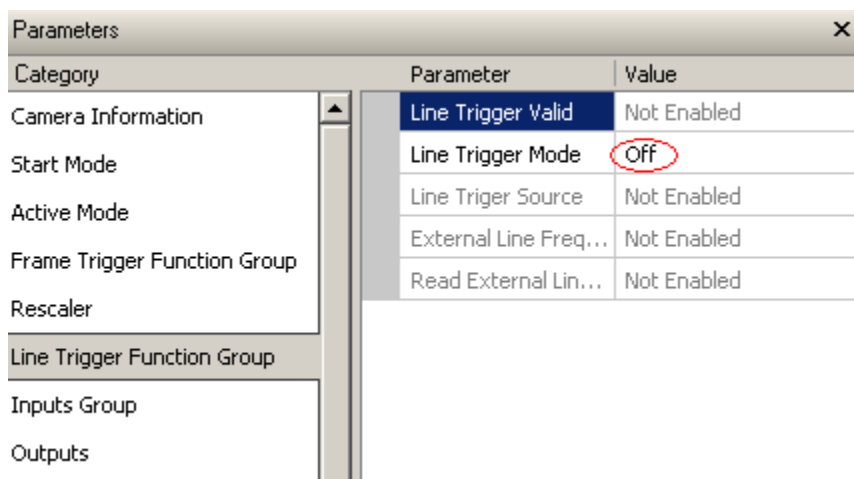 Parameters
Category
Camera Information
Start Mode
Active Mode
Frame Trigger Function Group
Rescaler
Line Trigger Function Group
Inputs Group
Outputs
Parameter Value
Line Trigger Valid Not Enabled
Line Trigger Mode Off
Line Triger Source Not Enabled
External Line Freq... Not Enabled
Read External Lin... Not Enabled